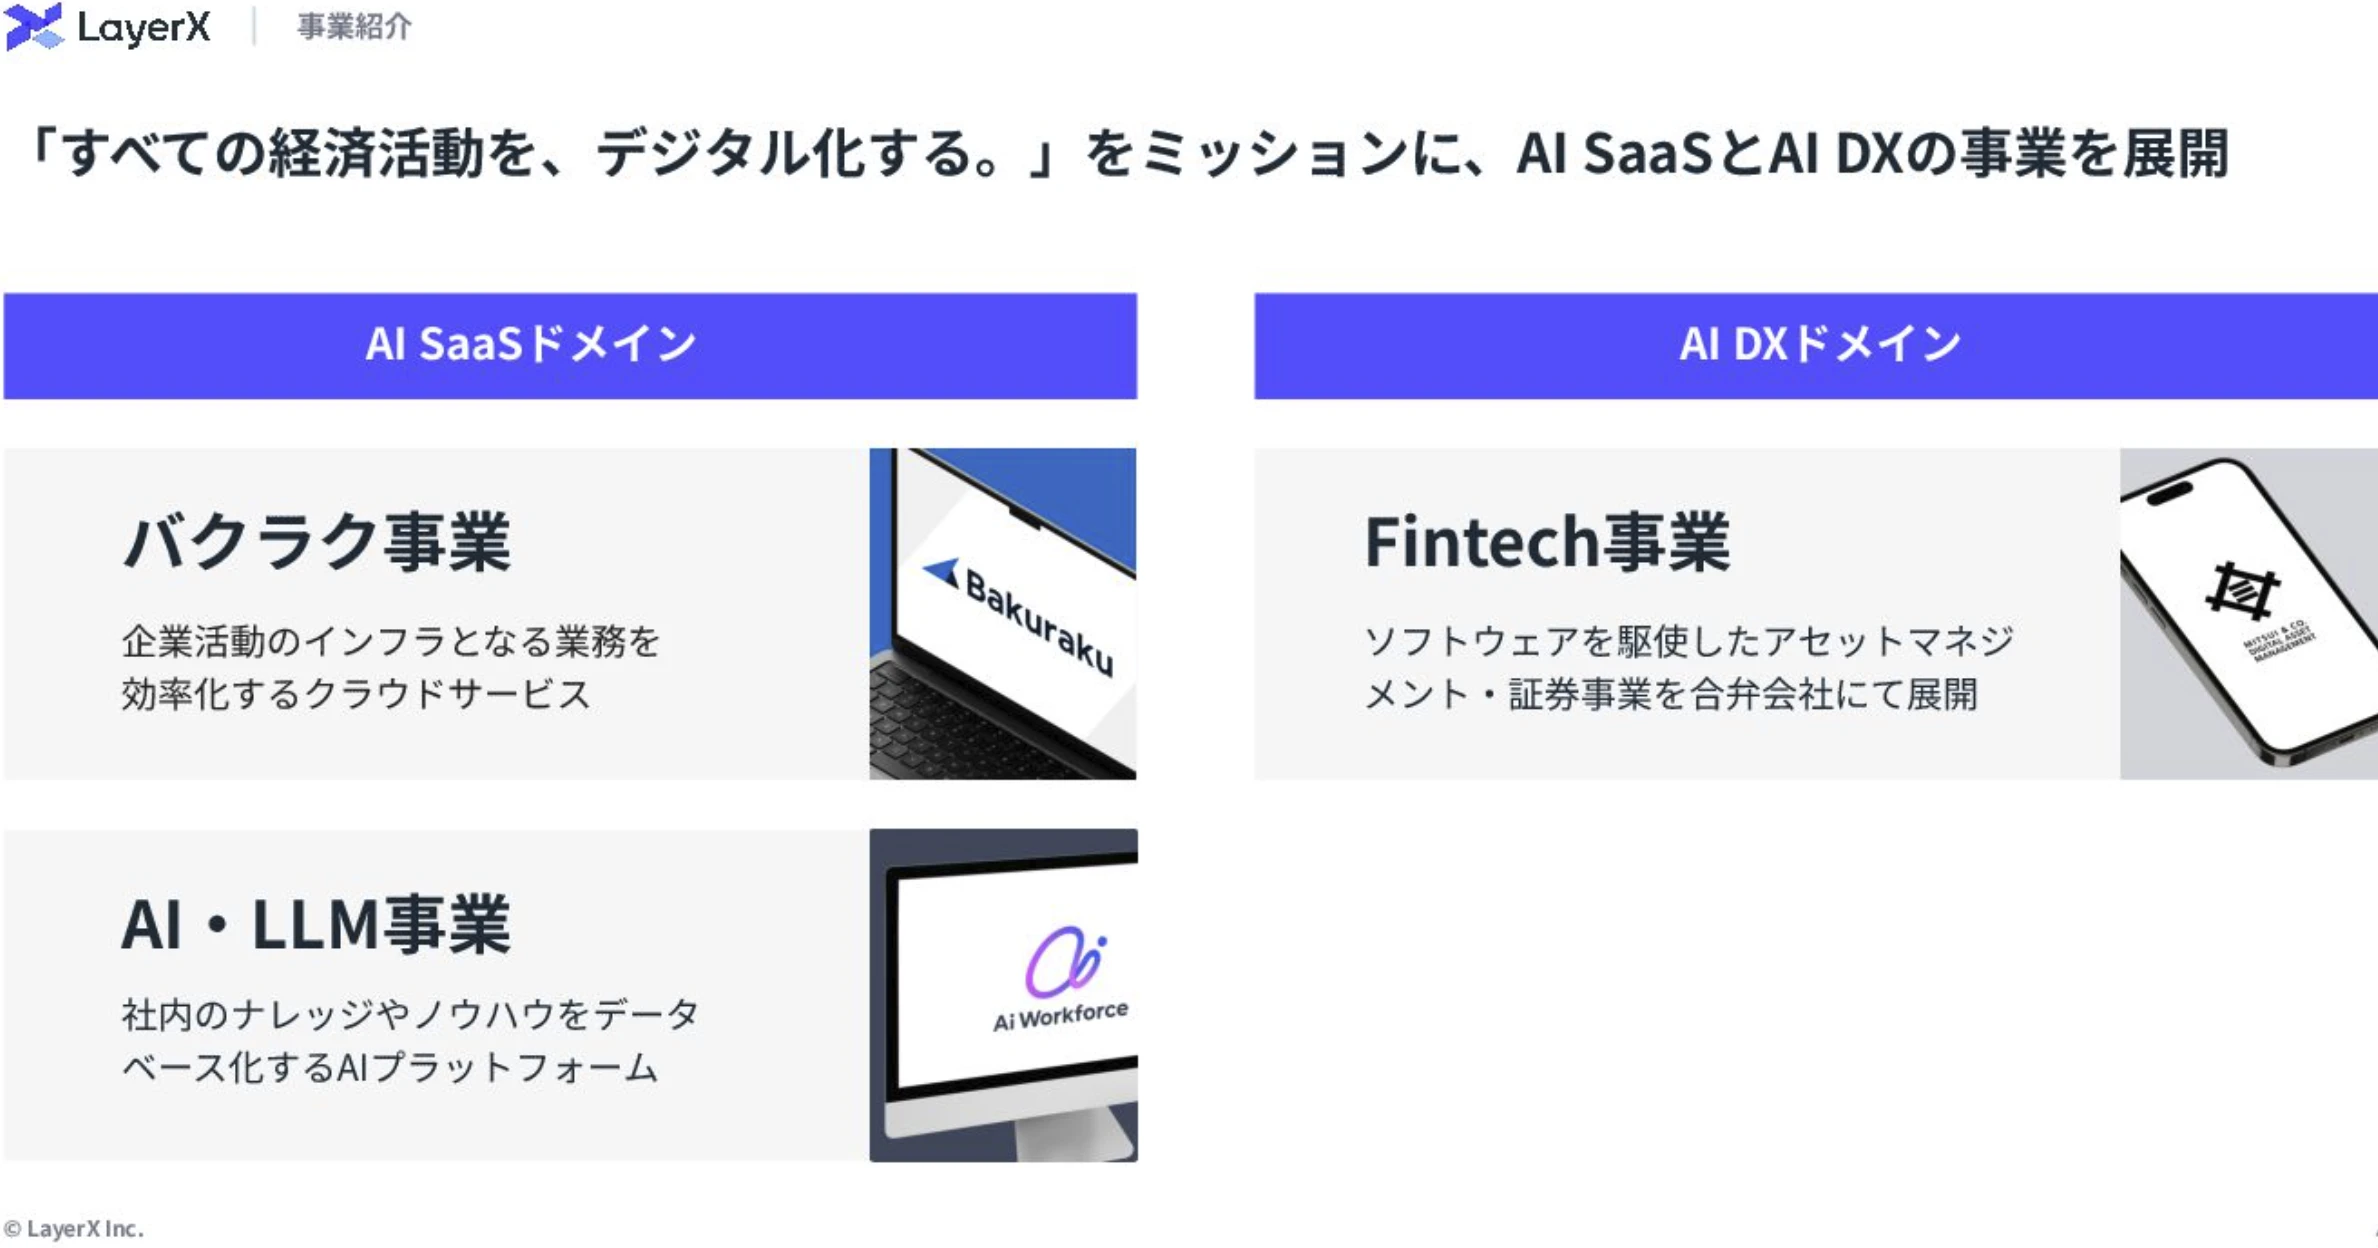 LayerX
事業紹介
「すべての経済活動を、デジタル化する。」をミッションに、AI SaaSとAI DXの事業を展開
AI SaaSドメイン
バクラク事業
企業活動のインフラとなる業務を
効率化するクラウドサービス
Bakuraku
AI・LLM事業
社内のナレッジやノウハウをデータ
ベース化するAIプラットフォーム
Ai Workforce
AI DXドメイン
Fintech事業
ソフトウェアを駆使したアセットマネジ
メント・証券事業を合弁会社にて展開
MITSUI & CO.
DIGITAL ASSET
MANAGEMENT
© LayerX Inc.